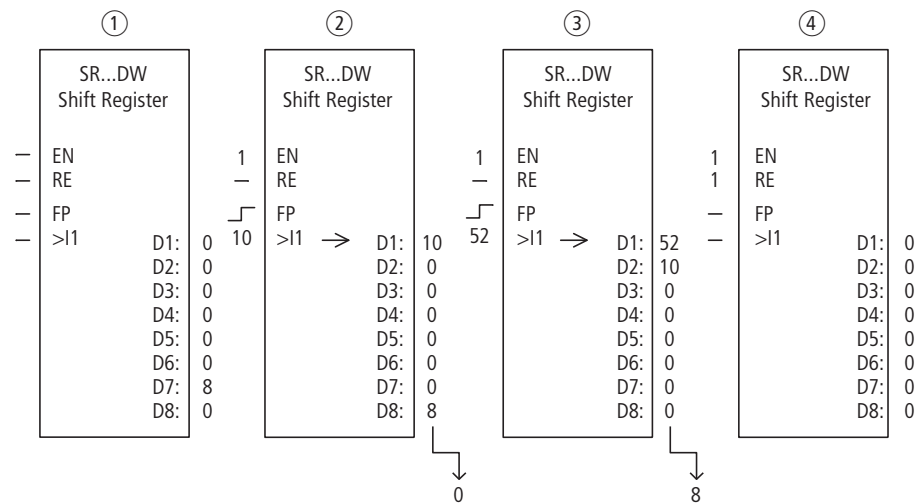 ① ② ③ ④
SR...DW SR...DW SR...DW SR...DW
Shift Register Shift Register Shift Register Shift Register
– EN 1 EN 1 EN 1 EN
– RE – RE – RE 1 RE
– FP FP FP – FP
– >I1 D1: 0 10 >I1 → D1: 10 52 >I1 → D1: 52 – >I1 D1: 0
D2: 0 D2: 0 D2: 10 D2: 0
D3: 0 D3: 0 D3: 0 D3: 0
D4: 0 D4: 0 D4: 0 D4: 0
D5: 0 D5: 0 D5: 0 D5: 0
D6: 0 D6: 0 D6: 0 D6: 0
D7: 8 D7: 0 D7: 0 D7: 0
D8: 0 D8: 8 D8: 0 D8: 0
0 8